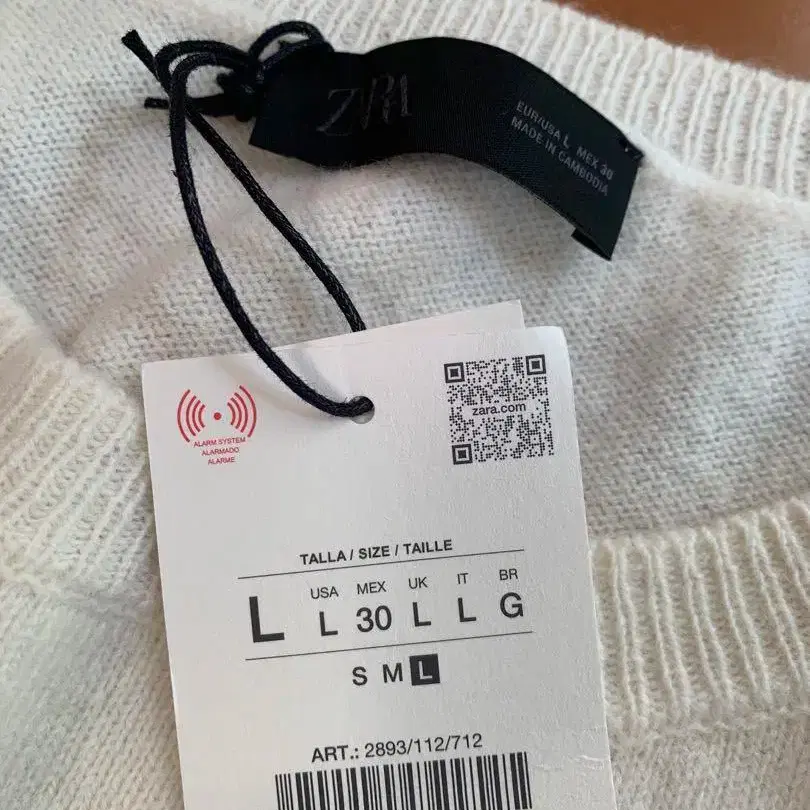 ZARA
EUR/USA L MEX 30
MADE IN CAMBODIA
ALARM SYSTEM
ALARMADO
ALARME
zara.com
TALLA / SIZE / TAILLE
USA MEX UK IT BR
L L 30 L L G
S M L
ART.: 2893/112/712